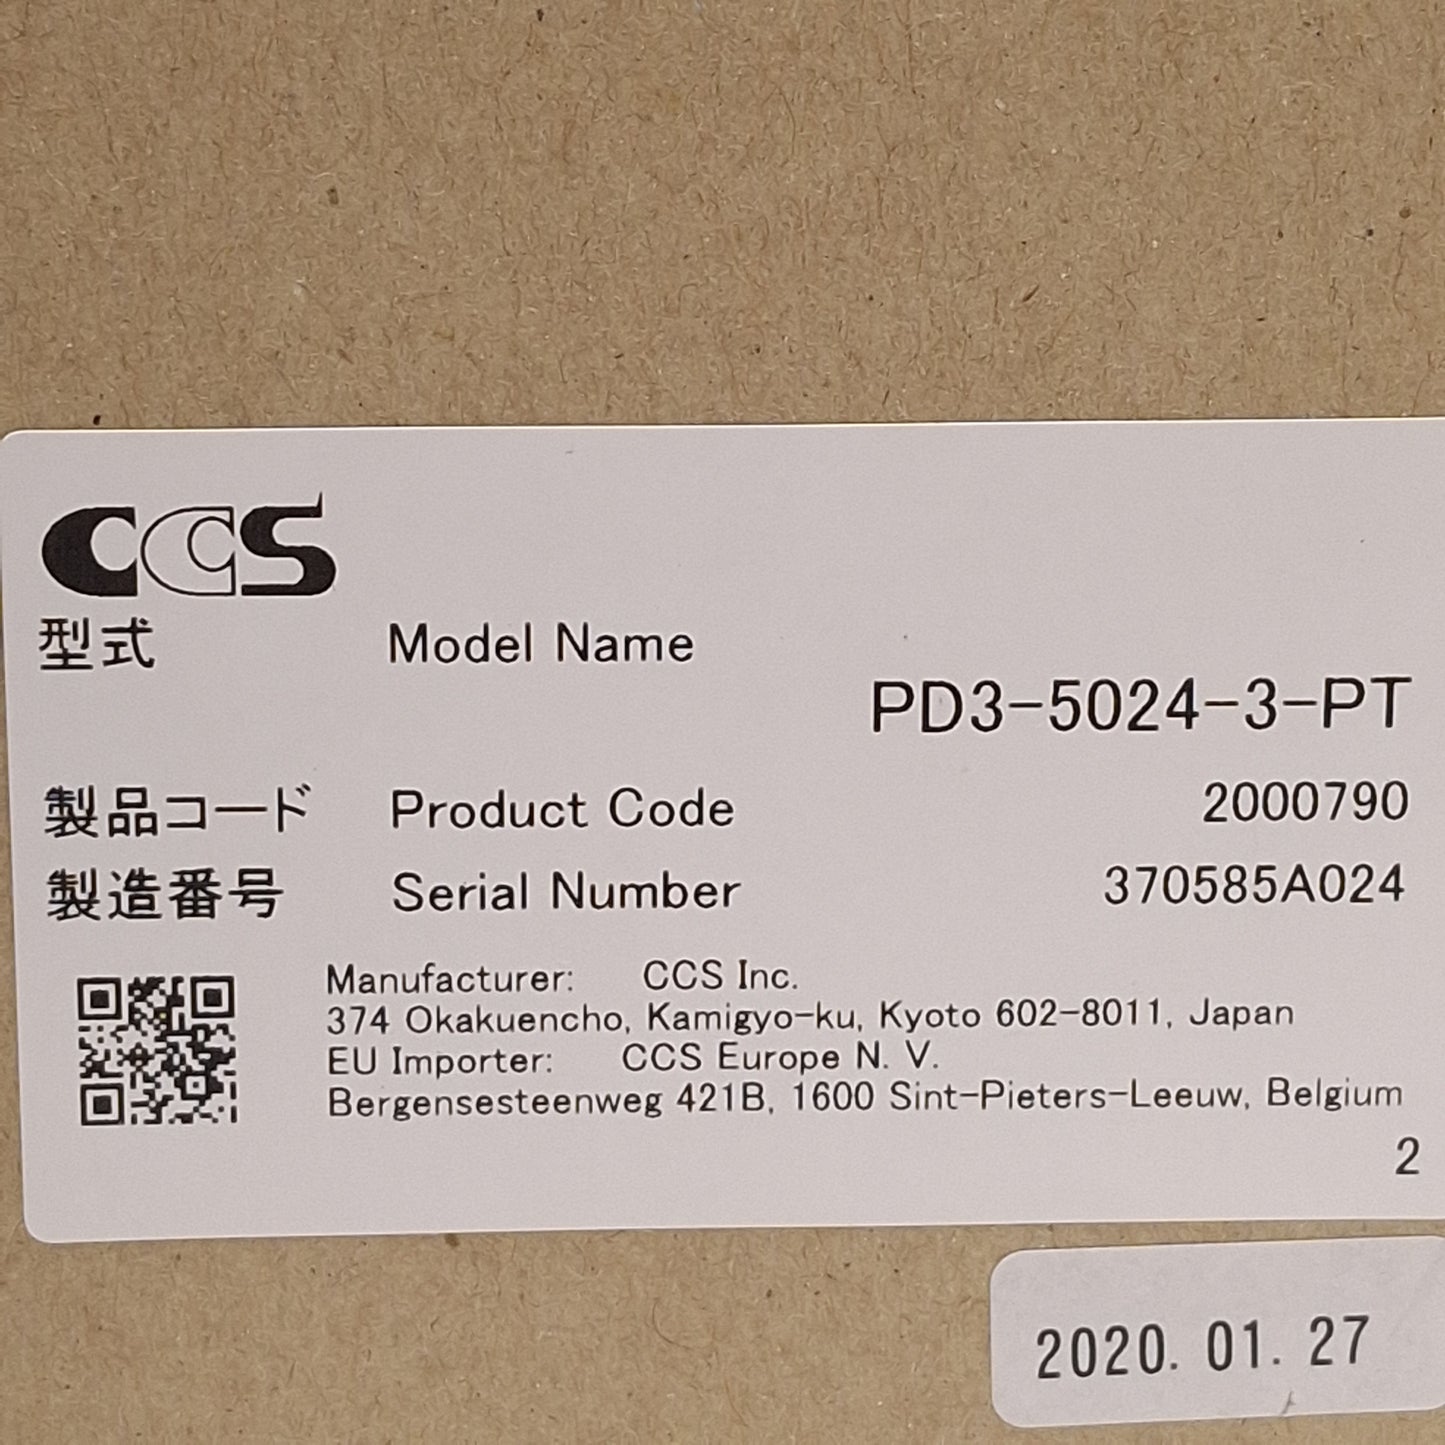 CCS
型式 Model Name
PD3-5024-3-PT
製品コード Product Code 2000790
製造番号 Serial Number 370585A024
Manufacturer: CCS Inc.
374 Okakuencho, Kamigyo-ku, Kyoto 602-8011, Japan
EU Importer: CCS Europe N. V.
Bergensesteenweg 421B, 1600 Sint-Pieters-Leeuw, Belgium
2
2020. 01. 27